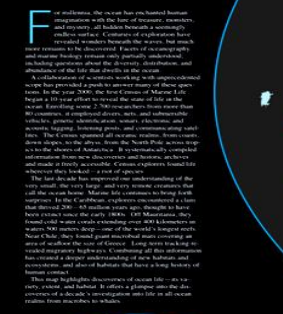 For millennia, the ocean has enchanted human
imagination with the lure of treasure, monsters,
and mystery, all hidden beneath a seemingly
endless surface. Centuries of exploration have
revealed wonders beneath the waves, but much
more remains to be discovered. Facets of oceanography
and marine biology remain only partially understood,
including questions about the diversity, distribution, and
abundance of the life that dwells in the ocean.
A collaboration of scientists working with unprecedented
scope has provided a push to answer many of these ques-
tions. In the year 2000, the first Census of Marine Life
began a 10-year effort to reveal the state of life in the
ocean. Enrolling some 2,700 researchers from more than
80 countries, it employed divers, nets, and submersible
vehicles, genetic identification, sonars, electronic and
acoustic tagging, listening posts, and communicating satel-
lites. The Census spanned all oceanic realms, from coasts,
down slopes, to the abyss, from the North Pole across trop-
ics to the shores of Antarctica. It systematically compiled
information from new discoveries and historic archives
and made it freely accessible. Census explorers found life
wherever they looked—a riot of species.
The last decade has improved our understanding of the
very small, the very large, and very remote creatures that
call the ocean home. Marine life continues to bring forth
surprises. In the Caribbean, explorers encountered a clam
that thrived 200 – 65 million years ago, thought to have
been extinct since the early 1800s. Off Mauritania, they
found cold-water corals extending over 400 kilometers in
waters 500 meters deep—one of the world's longest reefs.
Near Chile, they found giant microbial mats covering an
area of seafloor the size of Greece. Long-term tracking re-
vealed migratory highways. Combining all this information
has created a deeper understanding of new habitats and
ecosystems, and also of habitats that have a long history of
human contact.
This map highlights discoveries of ocean life—its va-
riety, extent, and habitat. It offers a glimpse into the dis-
coveries of a decade's investigation into life in all ocean
realms from microbes to whales.